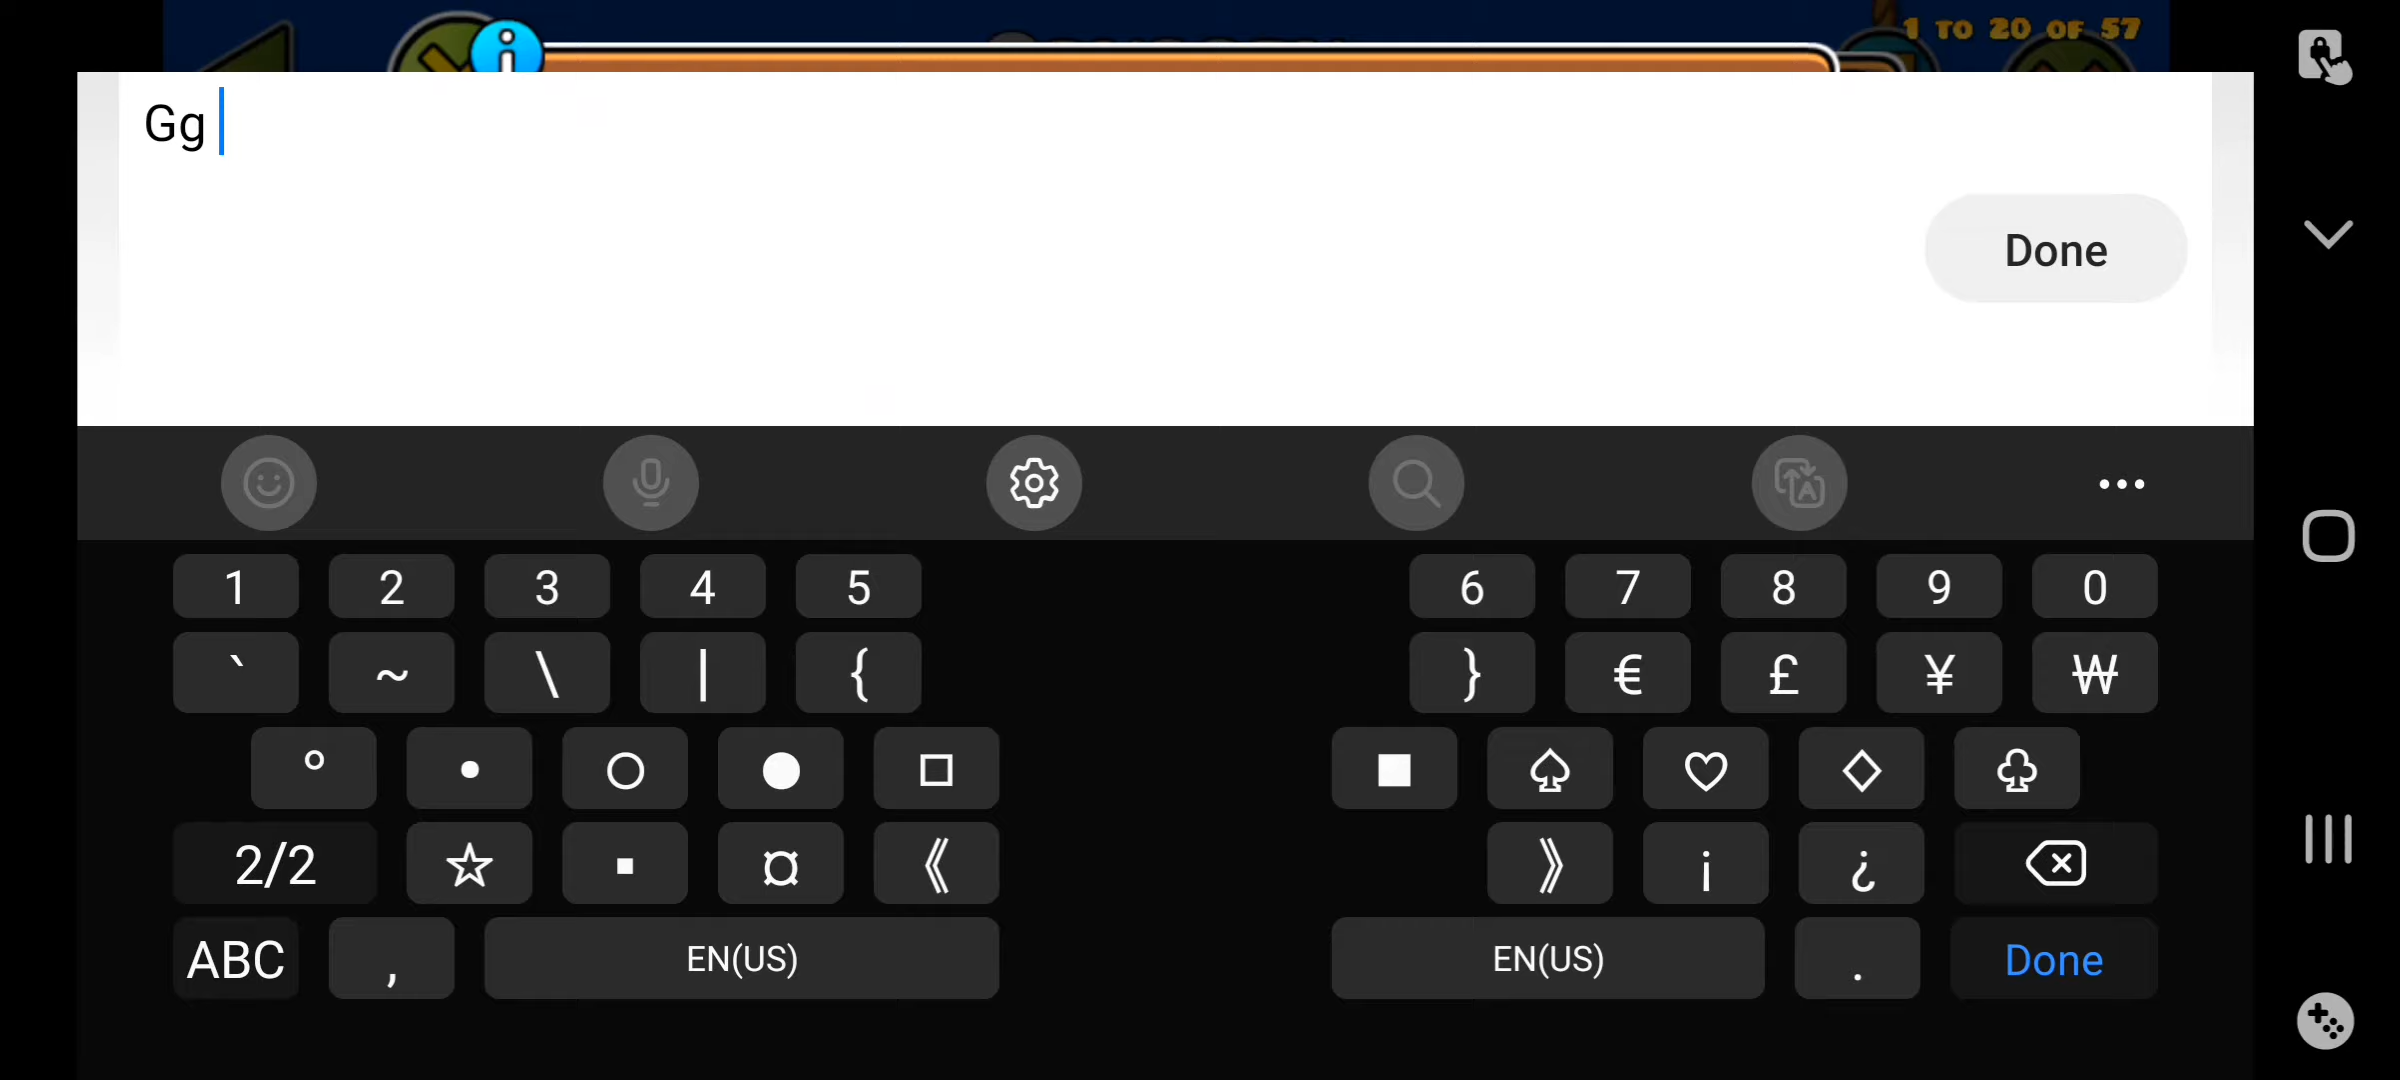 1 TO 20 OF 57
Gg
Done
1 2 3 4 5 6 7 8 9 0
` ~ \ | { } € £ ¥ ₩
° • ○ ● □ ■ ♤ ♡ ◇ ♧
2/2 ☆ ▪ ¤ 《 》 ¡ ¿
ABC , EN(US) EN(US) . Done